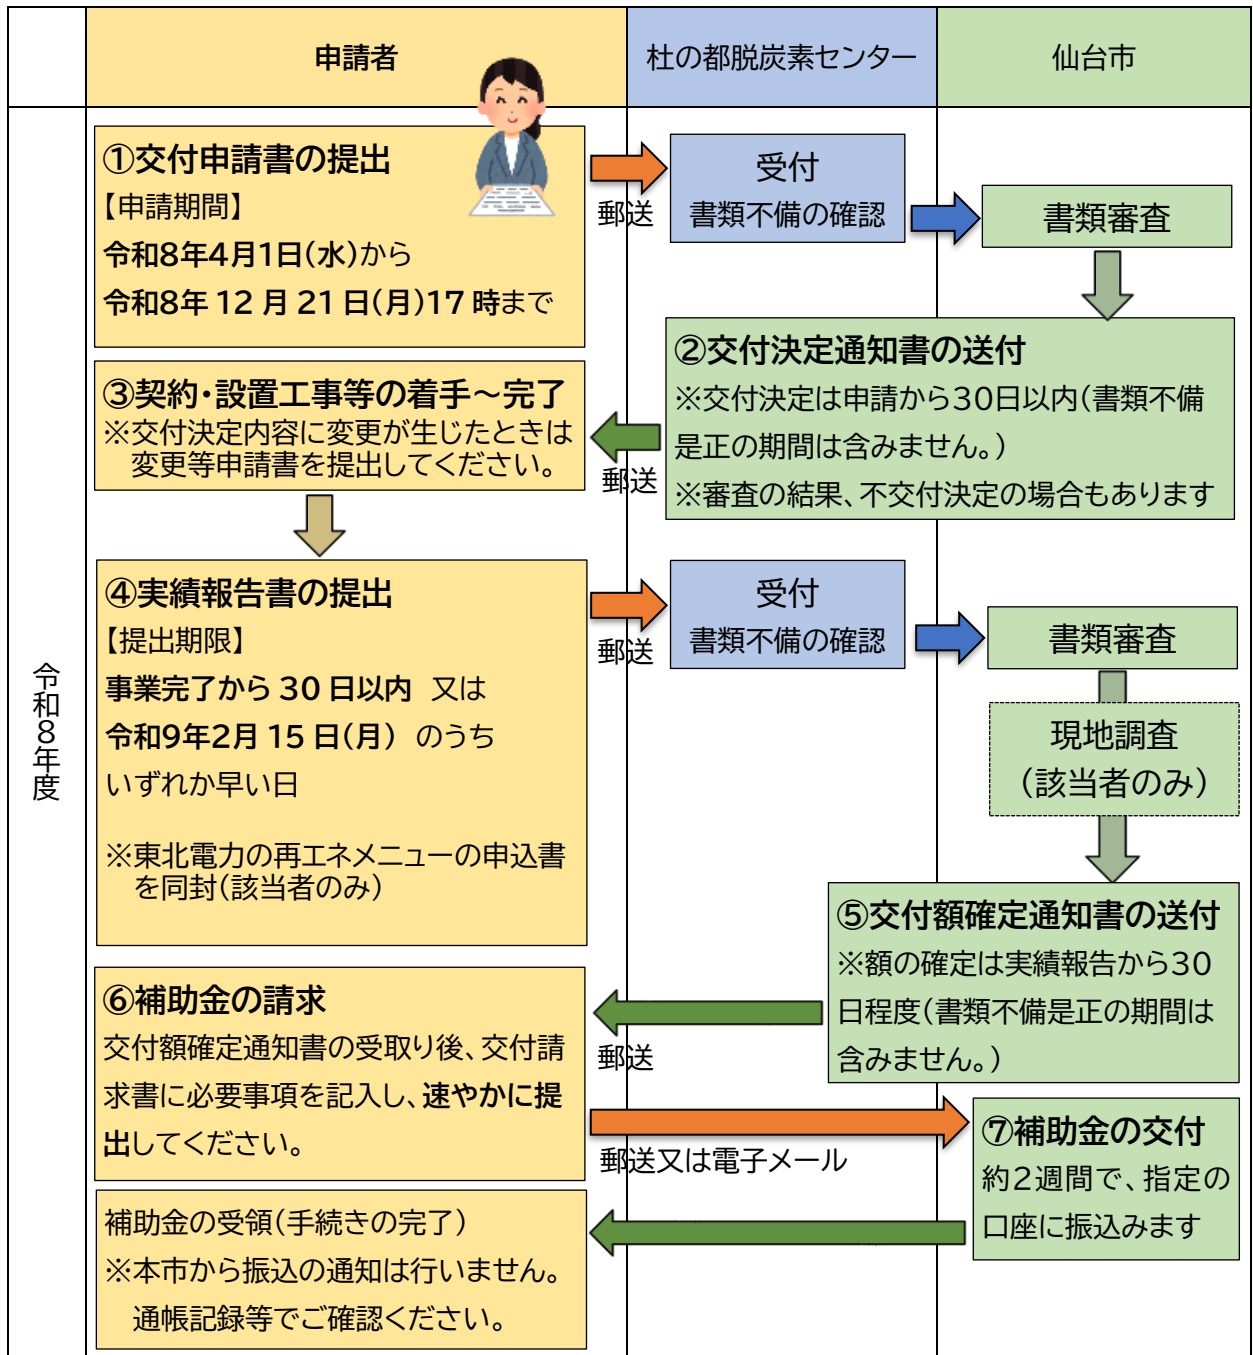 申請者
杜の都脱炭素センター
仙台市
令和8年度
①交付申請書の提出
【申請期間】
令和8年4月1日(水)から
令和8年 12 月 21 日(月)17 時まで
郵送
受付
書類不備の確認
書類審査
②交付決定通知書の送付
※交付決定は申請から30日以内(書類不備
是正の期間は含みません。)
※審査の結果、不交付決定の場合もあります
郵送
③契約・設置工事等の着手～完了
※交付決定内容に変更が生じたときは
変更等申請書を提出してください。
④実績報告書の提出
【提出期限】
事業完了から 30 日以内 又は
令和9年2月 15 日(月) のうち
いずれか早い日
※東北電力の再エネメニューの申込書
を同封(該当者のみ)
郵送
受付
書類不備の確認
書類審査
現地調査
(該当者のみ)
⑤交付額確定通知書の送付
※額の確定は実績報告から30
日程度(書類不備是正の期間は
含みません。)
郵送
⑥補助金の請求
交付額確定通知書の受取り後、交付請
求書に必要事項を記入し、速やかに提
出してください。
郵送又は電子メール
⑦補助金の交付
約2週間で、指定の
口座に振込みます
補助金の受領(手続きの完了)
※本市から振込の通知は行いません。
通帳記録等でご確認ください。